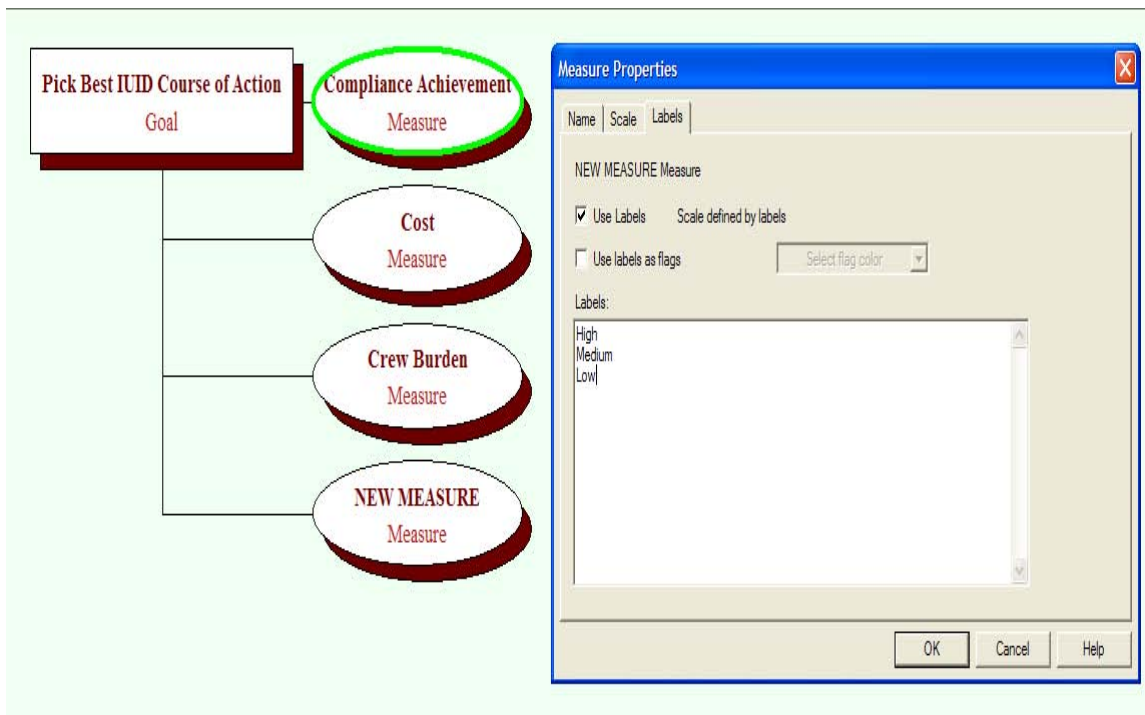 Pick Best IUID Course of Action
Goal
Compliance Achievement
Measure
Cost
Measure
Crew Burden
Measure
NEW MEASURE
Measure
Measure Properties
Name Scale Labels
NEW MEASURE Measure
Use Labels Scale defined by labels
Use labels as flags Select flag color
Labels:
High
Medium
Low
OK Cancel Help